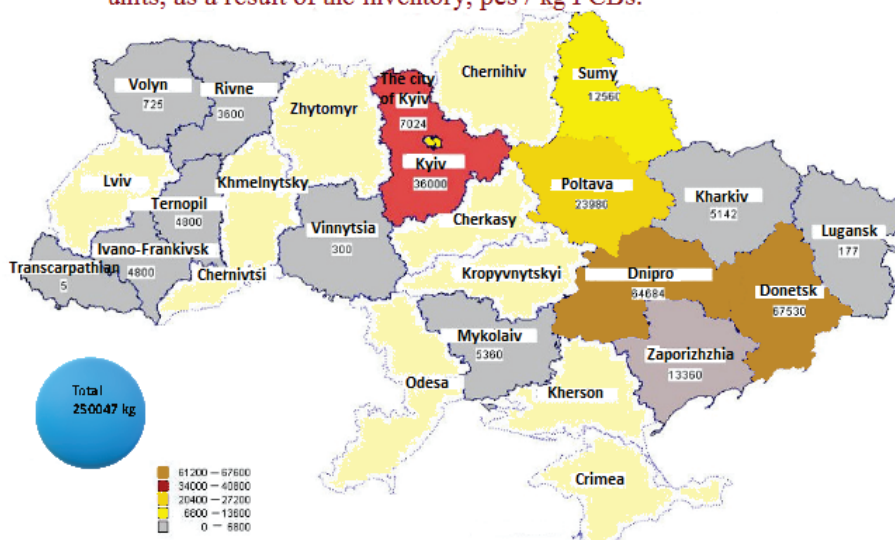 units, as a result of the inventory, pcs / kg PCBs.
Volyn
725
Rivne
3600
Zhytomyr
The city
of Kyiv
7024
Kyiv
36000
Chernihiv
Sumy
12560
Lviv
Khmelnytsky
Ternopil
4800
Ivano-Frankivsk
4800
Transcarpathian
5
Chernivtsi
Vinnytsia
300
Cherkasy
Poltava
23980
Kharkiv
5142
Lugansk
177
Kropyvnytskyi
Dnipro
64684
Donetsk
67530
Mykolaiv
5360
Zaporizhzhia
13360
Odesa
Kherson
Crimea
Total
250047 kg
61200 — 67600
34000 — 40800
20400 — 27200
6800 — 13600
0 — 6800